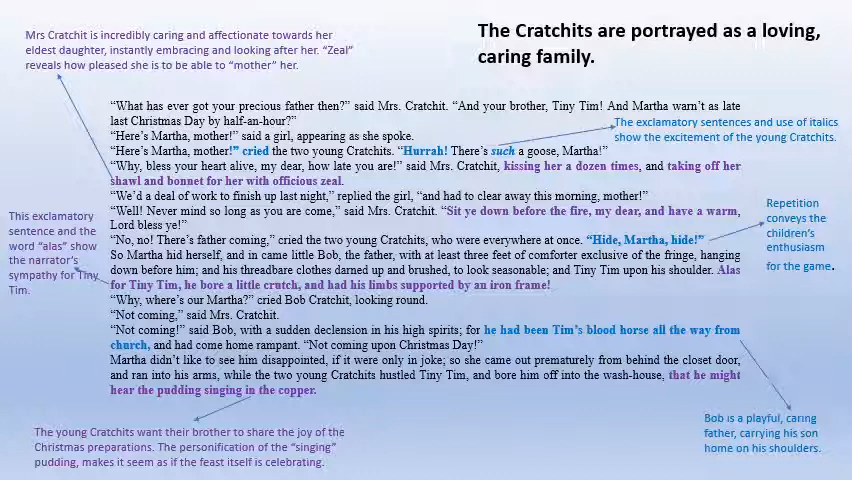 The Cratchits are portrayed as a loving,
caring family.
Mrs Cratchit is incredibly caring and affectionate towards her
eldest daughter, instantly embracing and looking after her. “Zeal”
reveals how pleased she is to be able to “mother” her.
“What has ever got your precious father then?” said Mrs. Cratchit. “And your brother, Tiny Tim! And Martha warn’t as late
last Christmas Day by half-an-hour?”
“Here’s Martha, mother!” said a girl, appearing as she spoke.
“Here’s Martha, mother!” cried the two young Cratchits. “Hurrah! There’s such a goose, Martha!”
“Why, bless your heart alive, my dear, how late you are!” said Mrs. Cratchit, kissing her a dozen times, and taking off her
shawl and bonnet for her with officious zeal.
“We’d a deal of work to finish up last night,” replied the girl, “and had to clear away this morning, mother!”
“Well! Never mind so long as you are come,” said Mrs. Cratchit. “Sit ye down before the fire, my dear, and have a warm,
Lord bless ye!”
“No, no! There’s father coming,” cried the two young Cratchits, who were everywhere at once. “Hide, Martha, hide!”
So Martha hid herself, and in came little Bob, the father, with at least three feet of comforter exclusive of the fringe, hanging
down before him; and his threadbare clothes darned up and brushed, to look seasonable; and Tiny Tim upon his shoulder. Alas
for Tiny Tim, he bore a little crutch, and had his limbs supported by an iron frame!
“Why, where’s our Martha?” cried Bob Cratchit, looking round.
“Not coming,” said Mrs. Cratchit.
“Not coming!” said Bob, with a sudden declension in his high spirits; for he had been Tim’s blood horse all the way from
church, and had come home rampant. “Not coming upon Christmas Day!”
Martha didn’t like to see him disappointed, if it were only in joke; so she came out prematurely from behind the closet door,
and ran into his arms, while the two young Cratchits hustled Tiny Tim, and bore him off into the wash-house, that he might
hear the pudding singing in the copper.
The exclamatory sentences and use of italics
show the excitement of the young Cratchits.
This exclamatory
sentence and the
word “alas” show
the narrator’s
sympathy for Tiny
Tim.
Repetition
conveys the
children’s
enthusiasm
for the game.
The young Cratchits want their brother to share the joy of the
Christmas preparations. The personification of the “singing”
pudding, makes it seem as if the feast itself is celebrating.
Bob is a playful, caring
father, carrying his son
home on his shoulders.